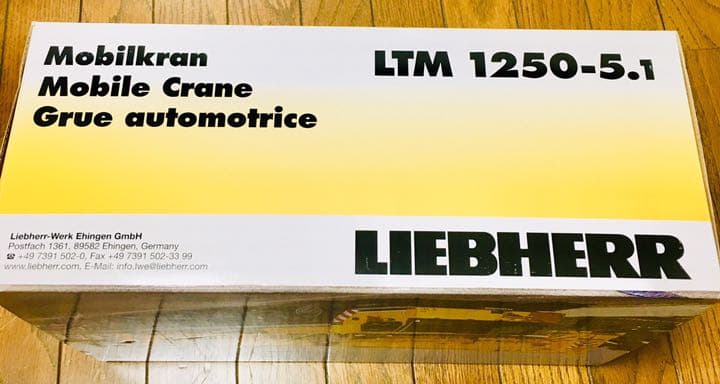 Mobilkran
Mobile Crane
Grue automotrice
LTM 1250-5.1
Liebherr-Werk Ehingen GmbH
Postfach 1361, 89582 Ehingen, Germany
☎ +49 7391 502-0, Fax +49 7391 502-33 99
www.liebherr.com, E-Mail: info.lwe@liebherr.com
LIEBHERR